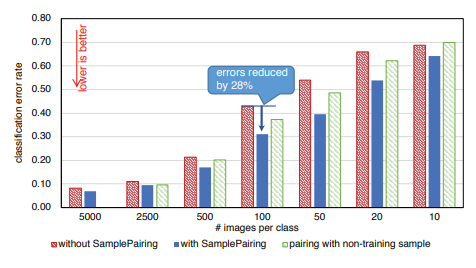 0.80
0.70
0.60
0.50
0.40
0.30
0.20
0.10
0.00
classification error rate
lower is better
errors reduced
by 28%
5000 2500 500 100 50 20 10
# images per class
without SamplePairing with SamplePairing pairing with non-training sample